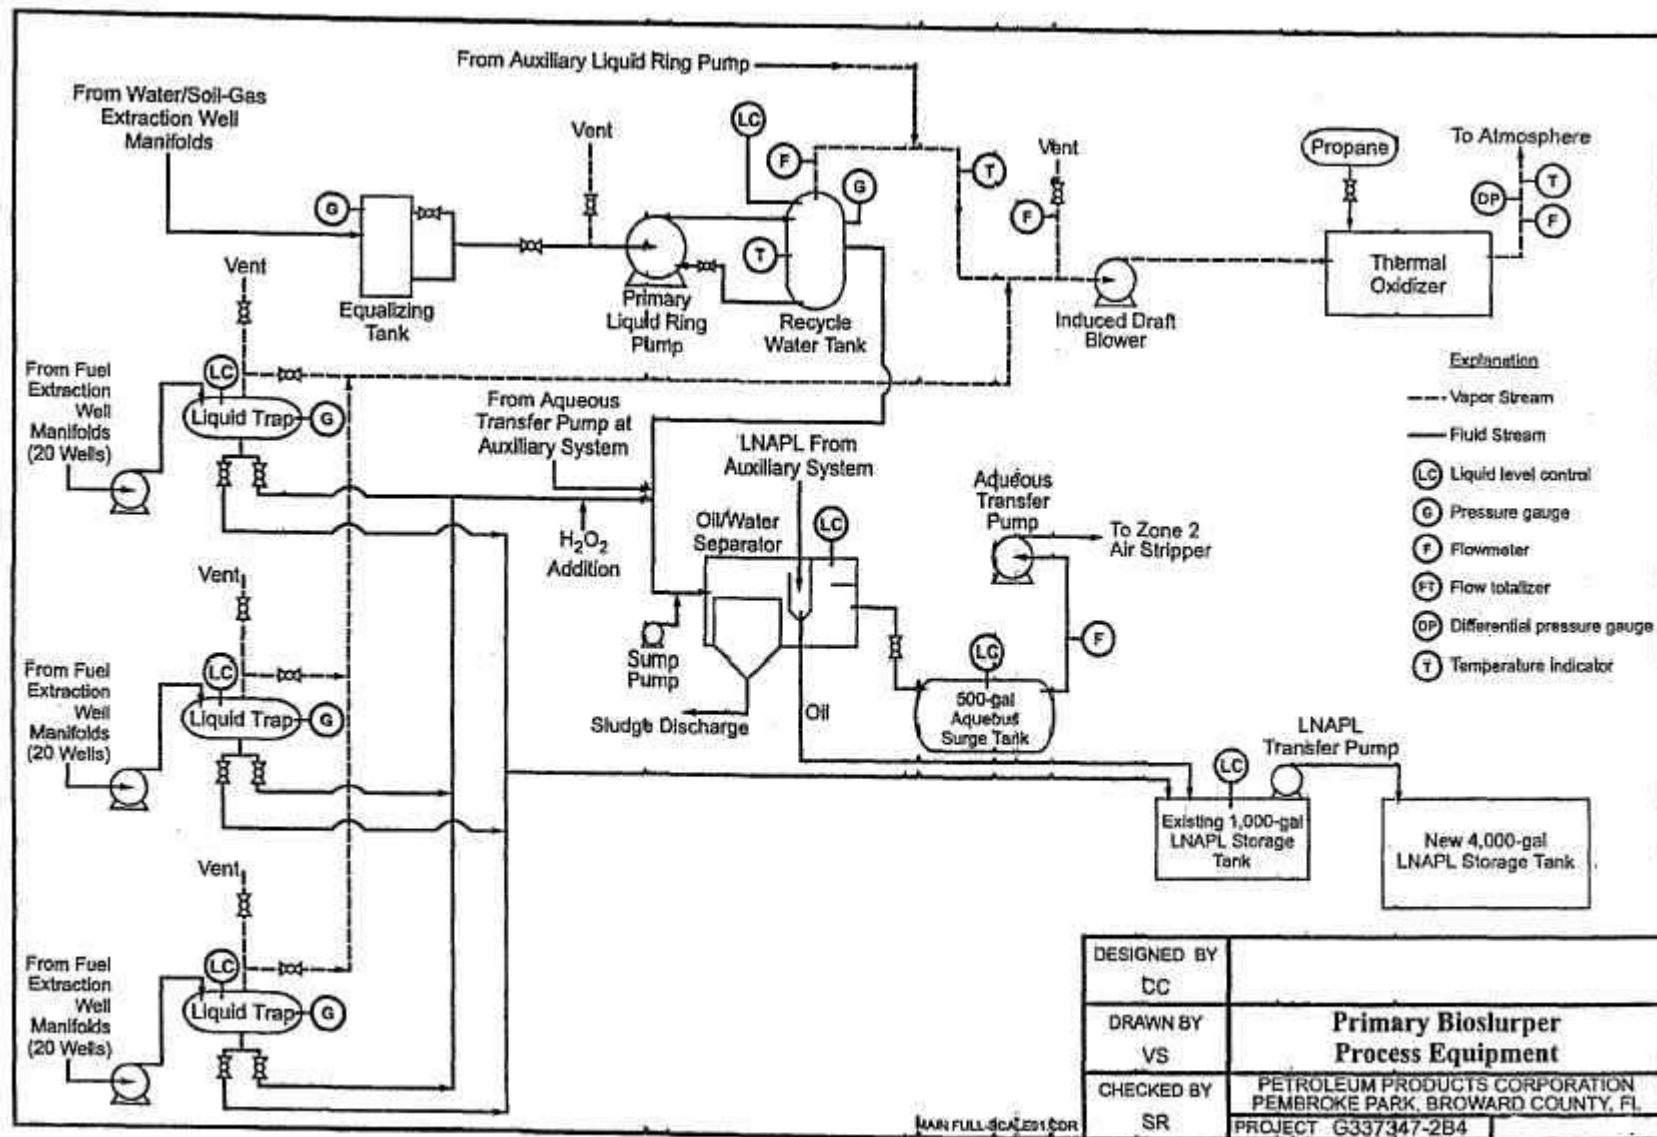 From Auxiliary Liquid Ring Pump
From Water/Soil-Gas
Extraction Well
Manifolds
Vent
LC
F
G
T
G
T
Equalizing
Tank
Primary
Liquid Ring
Pump
Recycle
Water Tank
Vent
F
Induced Draft
Blower
Propane
To Atmosphere
T
DP
F
Thermal
Oxidizer
Explanation
Vapor Stream
Fluid Stream
LC Liquid level control
G Pressure gauge
F Flowmeter
FT Flow totalizer
DP Differential pressure gauge
T Temperature indicator
Vent
From Fuel
Extraction
Well
Manifolds
(20 Wells)
LC
Liquid Trap
G
Vent
From Fuel
Extraction
Well
Manifolds
(20 Wells)
LC
Liquid Trap
G
Vent
From Fuel
Extraction
Well
Manifolds
(20 Wells)
LC
Liquid Trap
G
From Aqueous
Transfer Pump at
Auxiliary System
H2O2
Addition
LNAPL From
Auxiliary System
Oil/Water
Separator
LC
Sump
Pump
Sludge Discharge
Oil
Aqueous
Transfer
Pump
To Zone 2
Air Stripper
F
LC
500-gal
Aqueous
Surge Tank
LNAPL
Transfer Pump
LC
Existing 1,000-gal
LNAPL Storage
Tank
New 4,000-gal
LNAPL Storage Tank
DESIGNED BY
CC
DRAWN BY
VS
CHECKED BY
SR
Primary Bioslurper
Process Equipment
PETROLEUM PRODUCTS CORPORATION
PEMBROKE PARK, BROWARD COUNTY, FL
PROJECT G337347-2B4
MAIN FULL-SCALE01.CDR